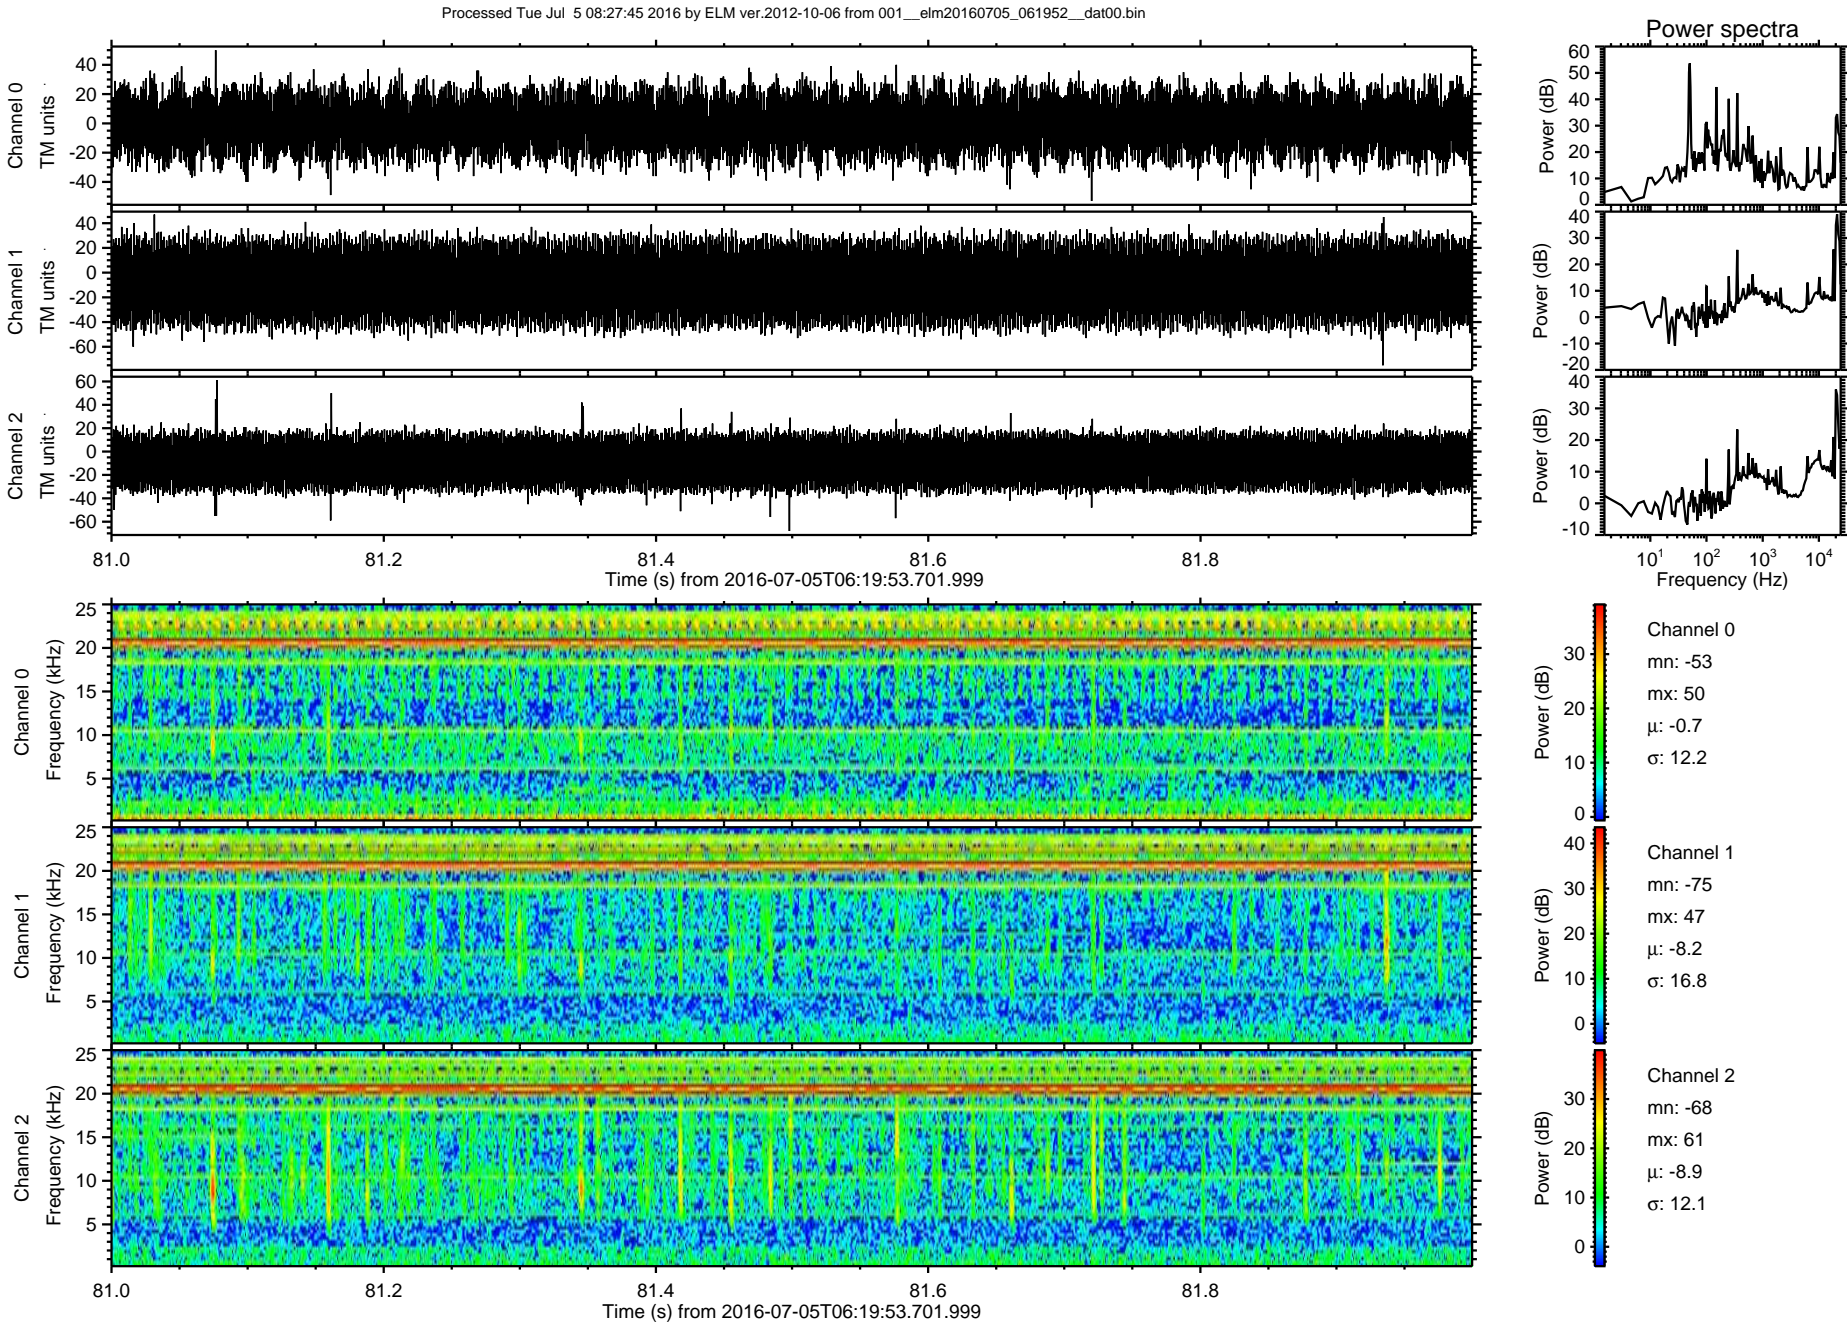 Processed Tue Jul 5 08:27:45 2016 by ELM ver.2012-10-06 from 001__elm20160705_061952__dat00.bin
Power spectra
Channel 0
TM units
40
20
0
-20
-40
Power (dB)
60
50
40
30
20
10
0
Channel 1
TM units
40
20
0
-20
-40
-60
Power (dB)
40
30
20
10
0
-10
-20
Channel 2
TM units
60
40
20
0
-20
-40
-60
Power (dB)
40
30
20
10
0
-10
81.0 81.2 81.4 81.6 81.8
Time (s) from 2016-07-05T06:19:53.701.999
10^1 10^2 10^3 10^4
Frequency (Hz)
Channel 0
Frequency (kHz)
25
20
15
10
5
Power (dB)
30
20
10
0
Channel 0
mn: -53
mx: 50
μ: -0.7
σ: 12.2
Channel 1
Frequency (kHz)
25
20
15
10
5
Power (dB)
40
30
20
10
0
Channel 1
mn: -75
mx: 47
μ: -8.2
σ: 16.8
Channel 2
Frequency (kHz)
25
20
15
10
5
Power (dB)
30
20
10
0
Channel 2
mn: -68
mx: 61
μ: -8.9
σ: 12.1
81.0 81.2 81.4 81.6 81.8
Time (s) from 2016-07-05T06:19:53.701.999